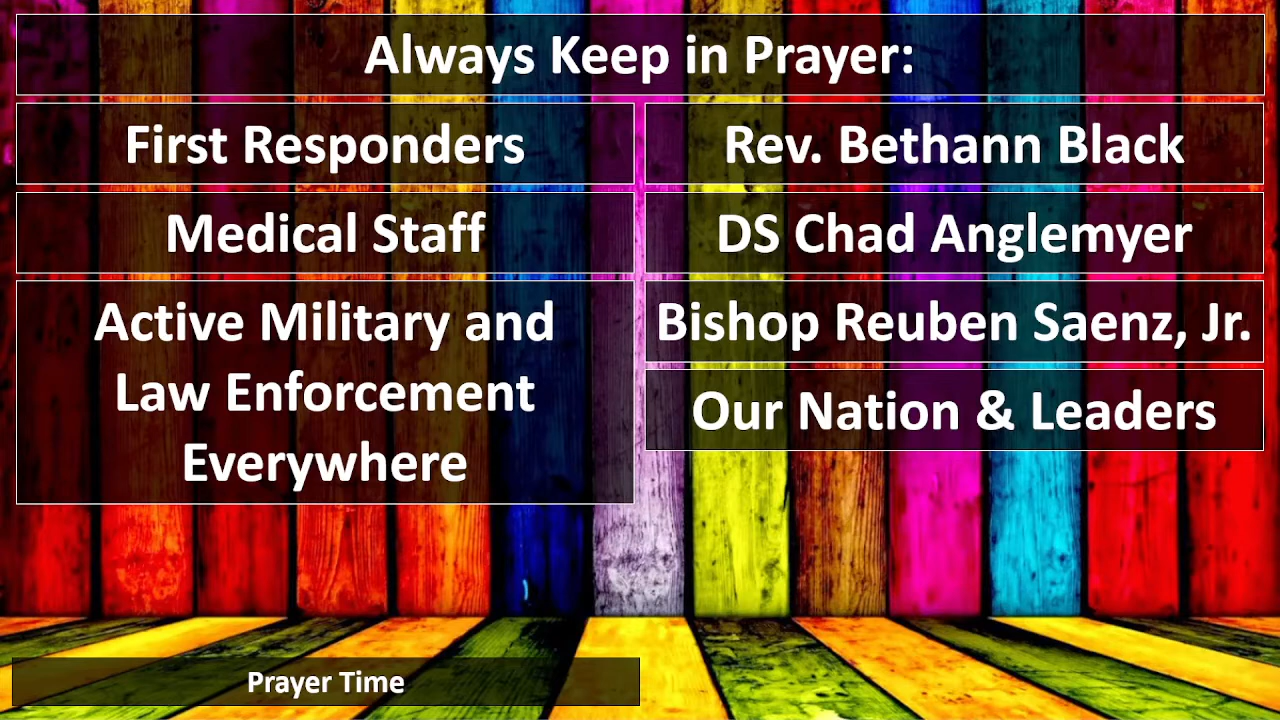 Always Keep in Prayer:
First Responders
Medical Staff
Active Military and
Law Enforcement
Everywhere
Rev. Bethann Black
DS Chad Anglemyer
Bishop Reuben Saenz, Jr.
Our Nation & Leaders
Prayer Time